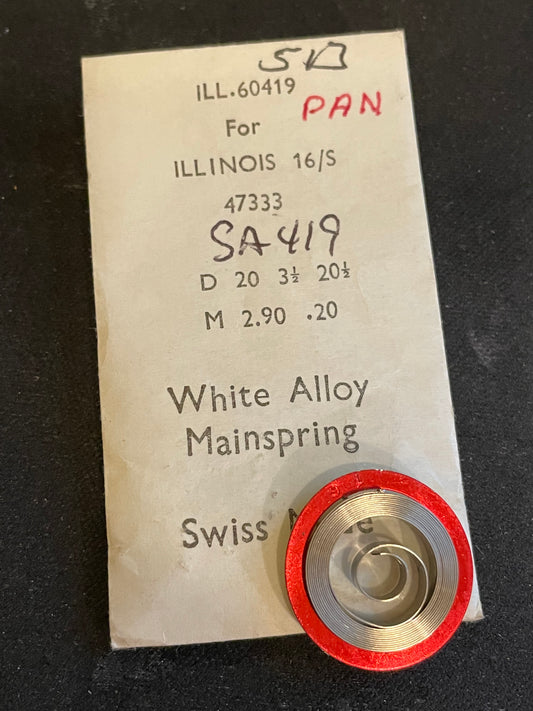 ILL.60419
PAN
For
ILLINOIS 16/S
47333
SA419
D 20 3½ 20½
M 2.90 .20
White Alloy
Mainspring
Swiss